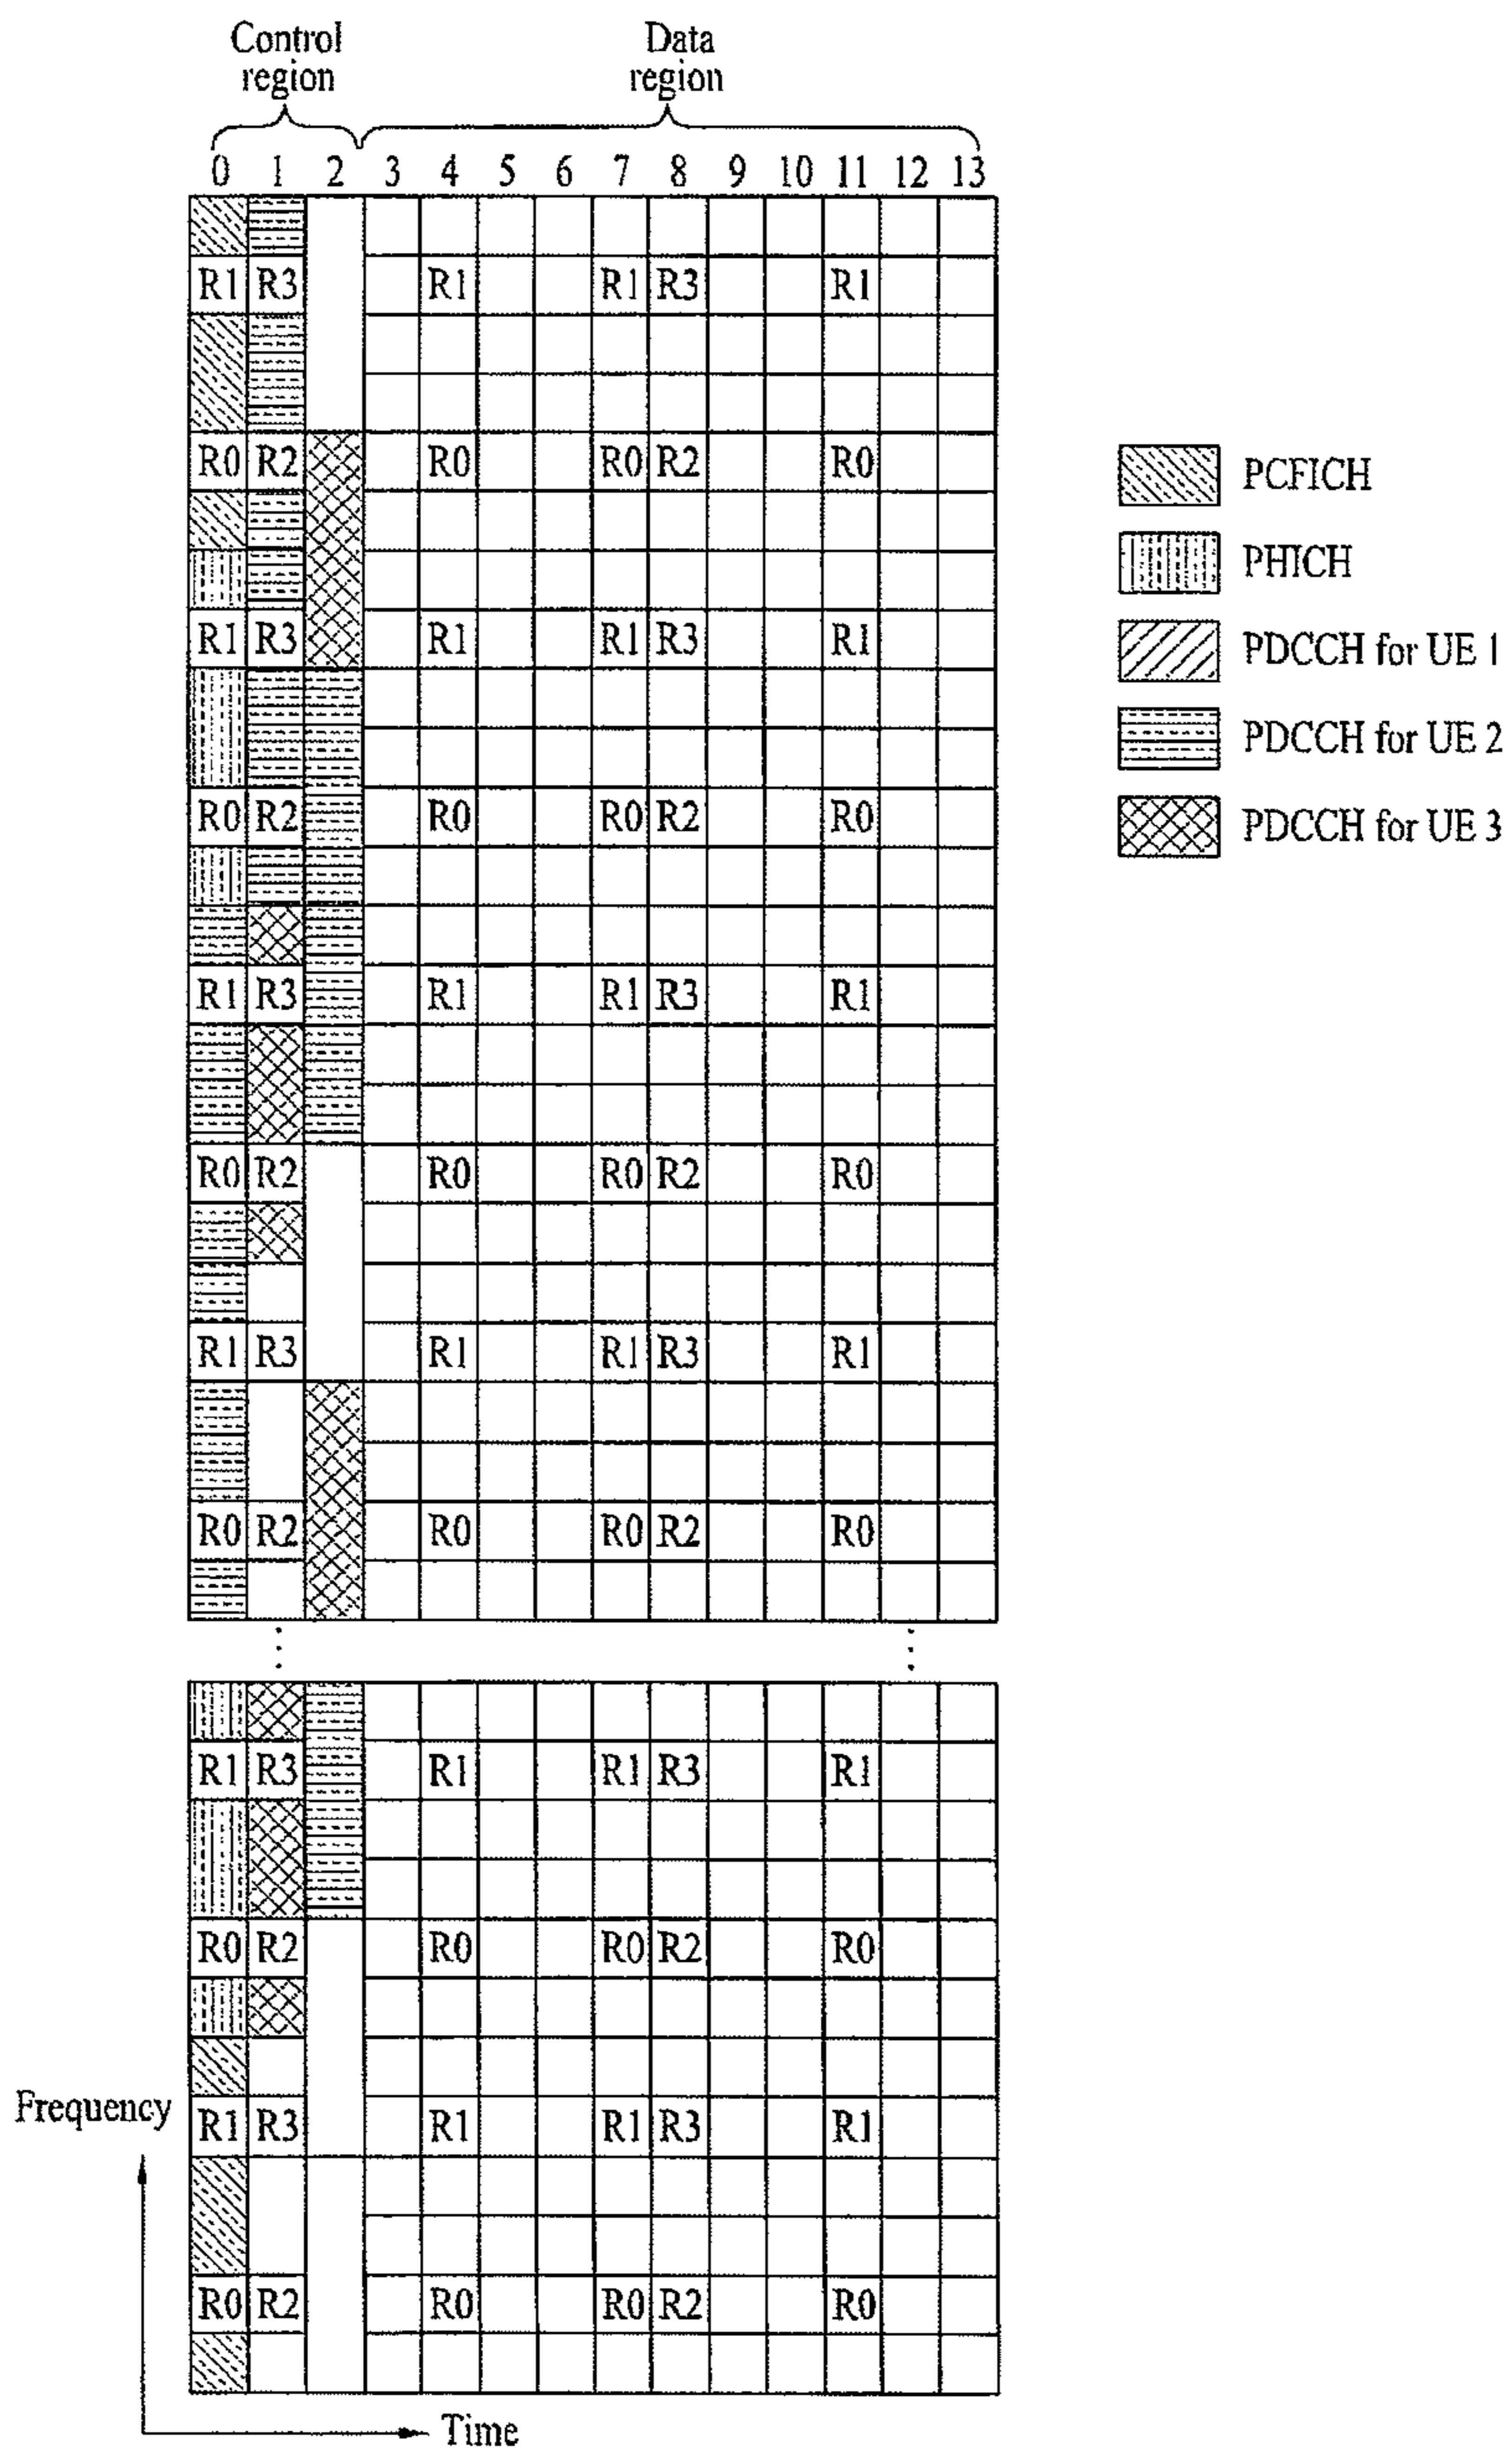 Control region
Data region
0 1 2 3 4 5 6 7 8 9 10 11 12 13
R1 R3 R1 R1 R3 R1
R0 R2 R0 R0 R2 R0
R1 R3 R1 R1 R3 R1
R0 R2 R0 R0 R2 R0
R1 R3 R1 R1 R3 R1
R0 R2 R0 R0 R2 R0
R1 R3 R1 R1 R3 R1
R0 R2 R0 R0 R2 R0
R1 R3 R1 R1 R3 R1
R0 R2 R0 R0 R2 R0
R1 R3 R1 R1 R3 R1
R0 R2 R0 R0 R2 R0
PCFICH
PHICH
PDCCH for UE 1
PDCCH for UE 2
PDCCH for UE 3
Frequency
Time